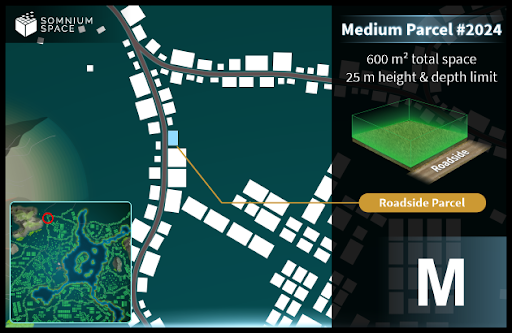 SOMNIUM
SPACE
Medium Parcel #2024
600 m² total space
25 m height & depth limit
Roadside
Roadside Parcel
M